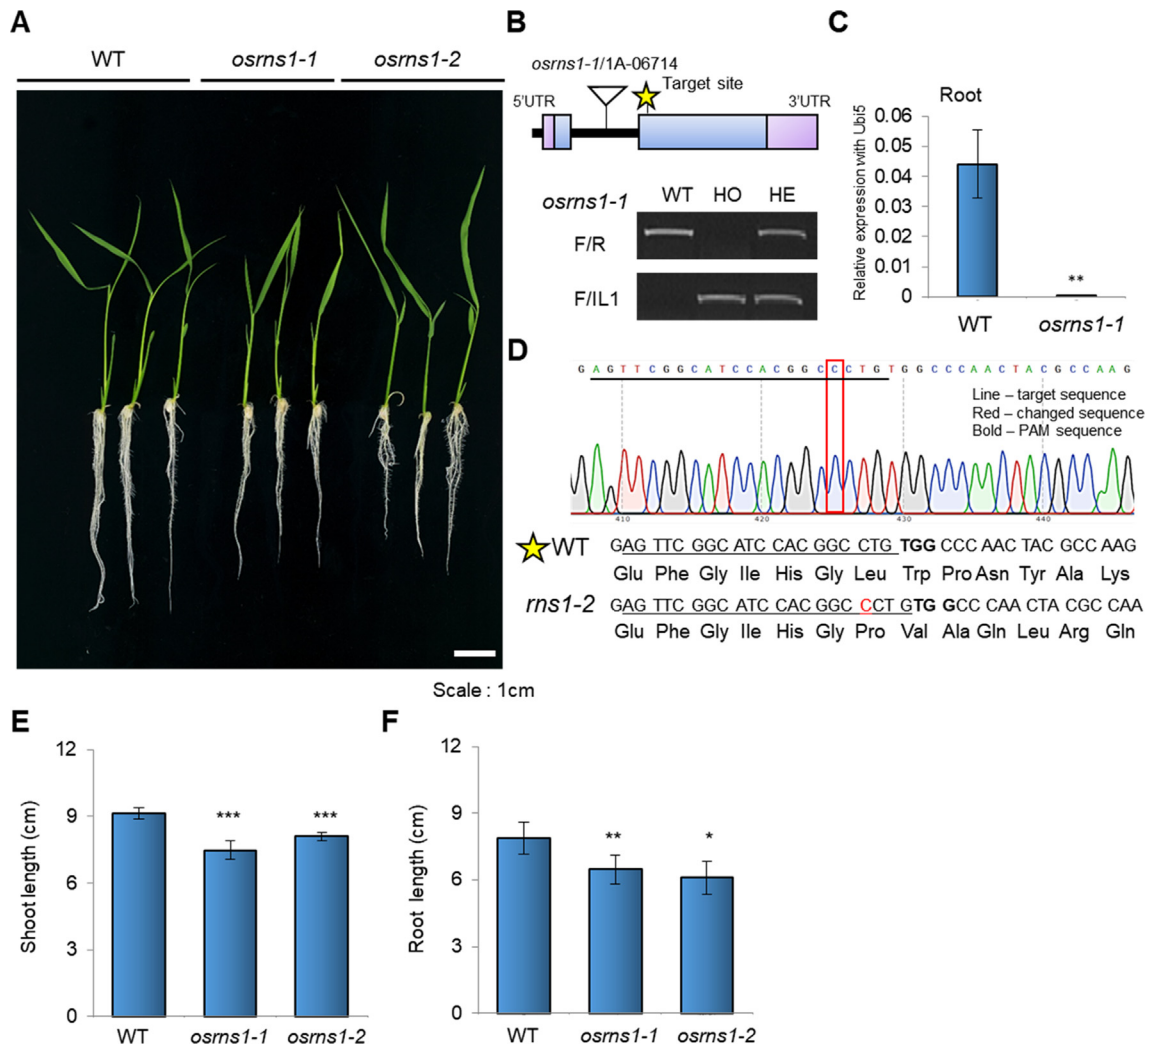 A
WT
osrns1-1
osrns1-2
Scale : 1cm
B
osrns1-1/1A-06714
Target site
5'UTR
3'UTR
WT HO HE
osrns1-1
F/R
F/IL1
C
Root
Relative expression with Ubi5
0.06
0.05
0.04
0.03
0.02
0.01
0
**
WT
osrns1-1
D
G A G T T C G G C A T C C A C G G C C C T G T G G C C C A A C T A C G C C A A G
Line – target sequence
Red – changed sequence
Bold – PAM sequence
410
420
430
440
WT GAG TTC GGC ATC CAC GGC CTG TGG CCC AAC TAC GCC AAG
Glu Phe Gly Ile His Gly Leu Trp Pro Asn Tyr Ala Lys
rns1-2 GAG TTC GGC ATC CAC GGC CCT GTG GCC CAA CTA CGC CAA
Glu Phe Gly Ile His Gly Pro Val Ala Gln Leu Arg Gln
E
Shoot length (cm)
12
9
6
3
0
***
***
WT
osrns1-1
osrns1-2
F
Root length (cm)
12
9
6
3
0
**
*
WT
osrns1-1
osrns1-2